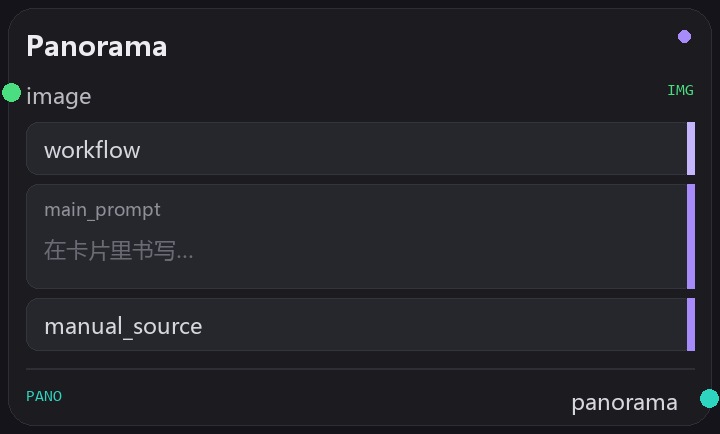 Panorama
image
IMG
workflow
main_prompt
在卡片里书写...
manual_source
PANO
panorama